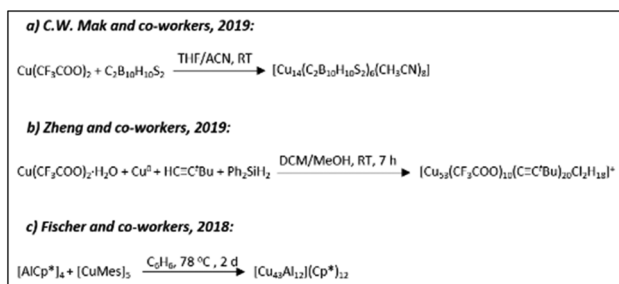 a) C.W. Mak and co-workers, 2019:
THF/ACN, RT
Cu(CF₃COO)₂ + C₂B₁₀H₁₀S₂ → [Cu₁₄(C₂B₁₀H₁₀S₂)₆(CH₃CN)₈]
b) Zheng and co-workers, 2019:
DCM/MeOH, RT, 7 h
Cu(CF₃COO)₂·H₂O + Cu⁰ + HC≡CᵗBu + Ph₂SiH₂ → [Cu₅₃(CF₃COO)₁₀(C≡CᵗBu)₂₀Cl₂H₁₈]⁺
c) Fischer and co-workers, 2018:
C₆H₆, 78 °C, 2 d
[AlCp*]₄ + [CuMes]₅ → [Cu₄₃Al₁₂](Cp*)₁₂